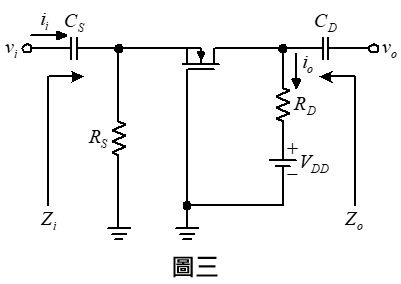 i_i C_S C_D
v_i v_o
i_o
R_S R_D
+
V_DD
−
Z_i Z_o
圖三